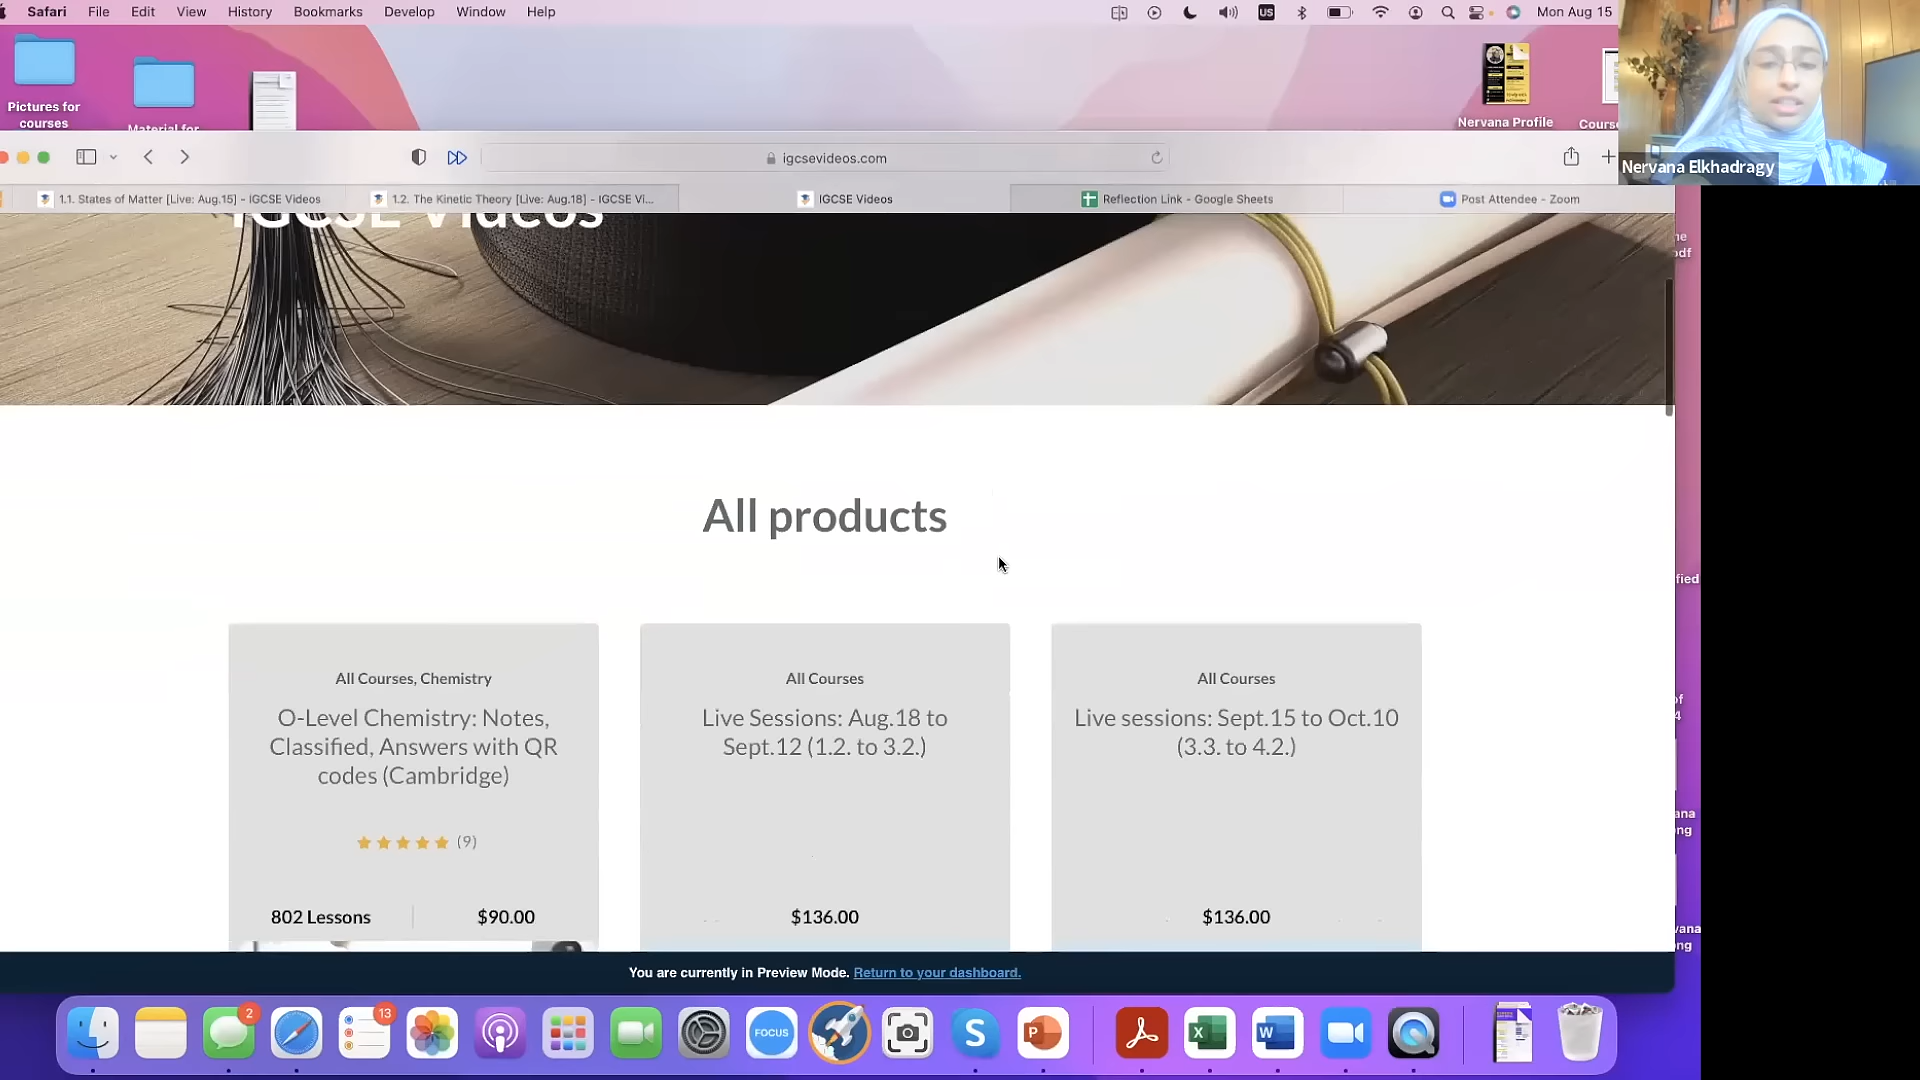 Safari File Edit View History Bookmarks Develop Window Help US Mon Aug 15
Pictures for
courses
Material for
Nervana Profile
Nervana Elkhadragy
igcsevideos.com
1.1. States of Matter [Live: Aug.15] - IGCSE Videos
1.2. The Kinetic Theory [Live: Aug.18] - IGCSE Vi...
IGCSE Videos
Reflection Link - Google Sheets
Post Attendee - Zoom
IGCSE Videos
All products
All Courses, Chemistry
O-Level Chemistry: Notes,
Classified, Answers with QR
codes (Cambridge)
(9)
802 Lessons
$90.00
All Courses
Live Sessions: Aug.18 to
Sept.12 (1.2. to 3.2.)
$136.00
All Courses
Live sessions: Sept.15 to Oct.10
(3.3. to 4.2.)
$136.00
You are currently in Preview Mode. Return to your dashboard.
2
13
FOCUS